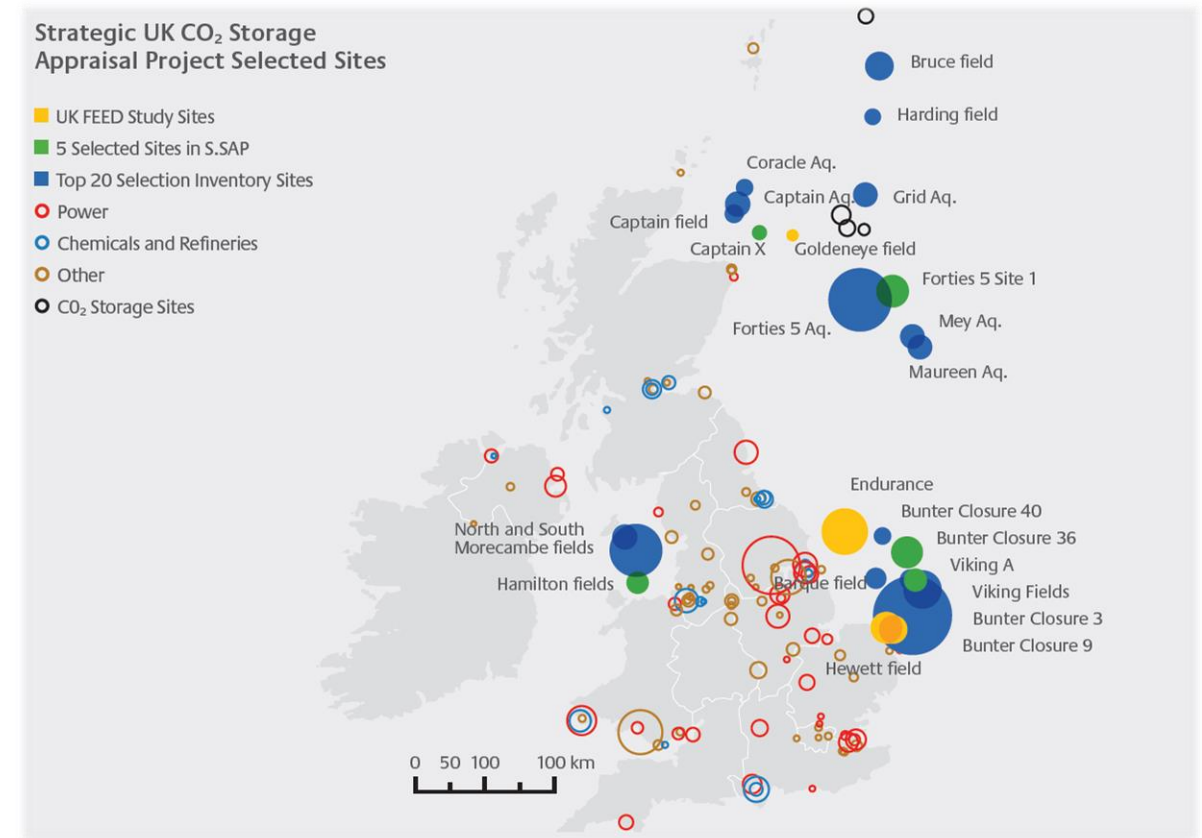 Strategic UK CO₂ Storage
Appraisal Project Selected Sites
UK FEED Study Sites
5 Selected Sites in S.SAP
Top 20 Selection Inventory Sites
Power
Chemicals and Refineries
Other
C0₂ Storage Sites
Bruce field
Harding field
Coracle Aq.
Captain Aq.
Grid Aq.
Captain field
Captain X
Goldeneye field
Forties 5 Site 1
Forties 5 Aq.
Mey Aq.
Maureen Aq.
Endurance
Bunter Closure 40
North and South
Morecambe fields
Bunter Closure 36
Viking A
Hamilton fields
Barque field
Viking Fields
Bunter Closure 3
Bunter Closure 9
Hewett field
0 50 100 100 km